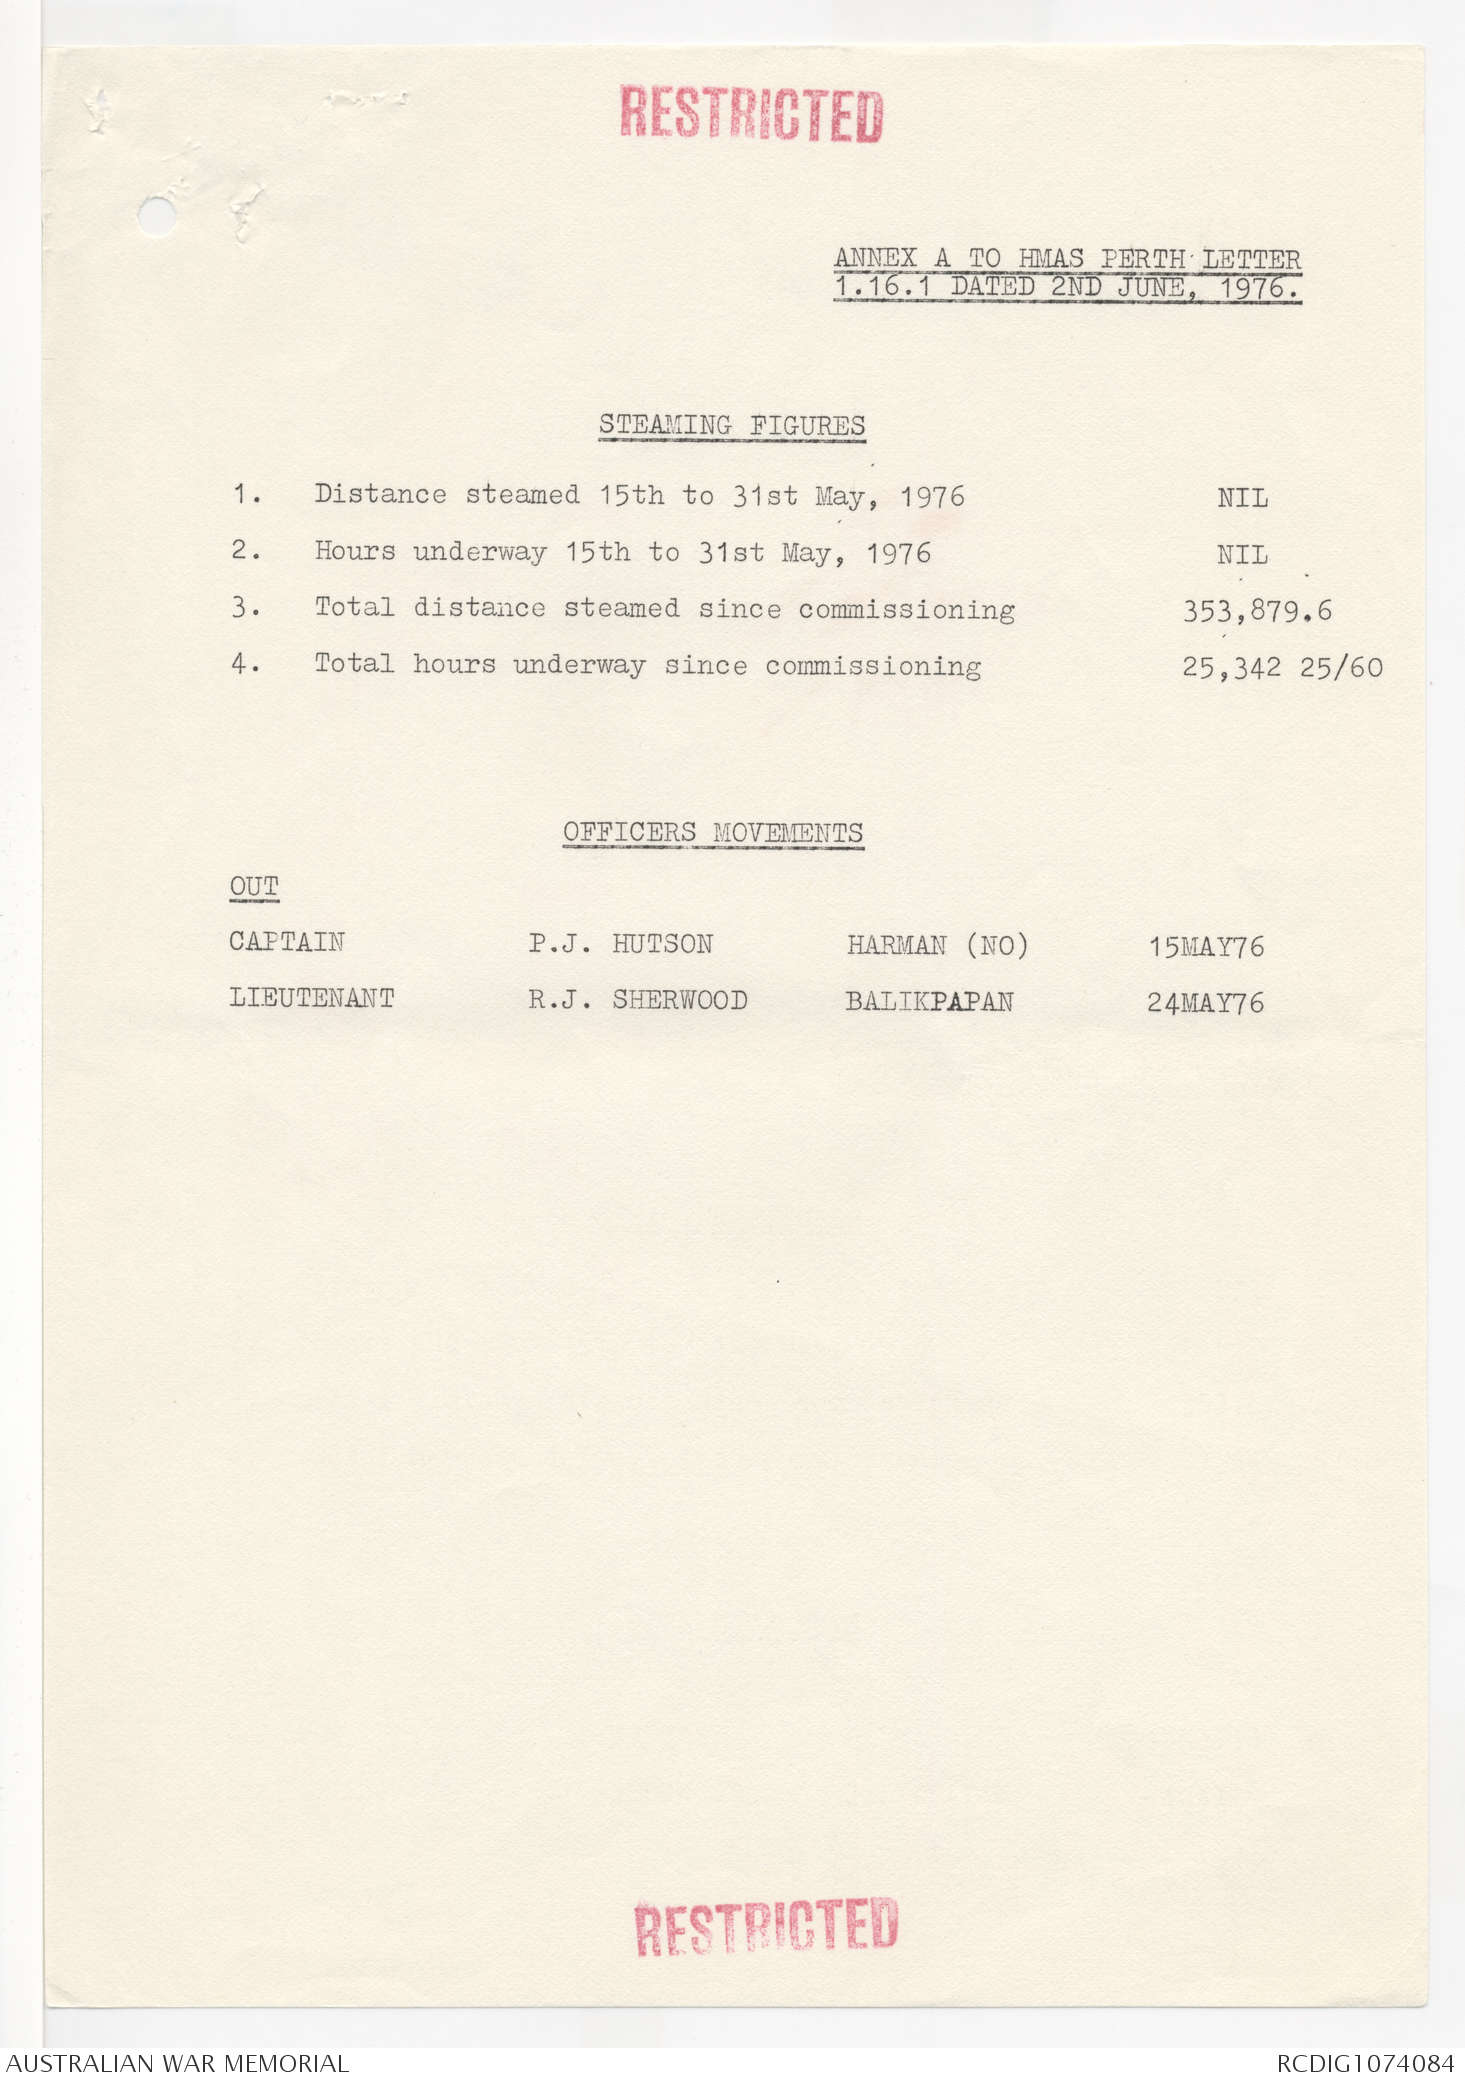 RESTRICTED
ANNEX A TO HMAS PERTH LETTER
1.16.1 DATED 2ND JUNE, 1976.
STEAMING FIGURES
1. Distance steamed 15th to 31st May, 1976 NIL
2. Hours underway 15th to 31st May, 1976 NIL
3. Total distance steamed since commissioning 353,879.6
4. Total hours underway since commissioning 25,342 25/60
OFFICERS MOVEMENTS
OUT
CAPTAIN P.J. HUTSON HARMAN (NO) 15MAY76
LIEUTENANT R.J. SHERWOOD BALIKPAPAN 24MAY76
RESTRICTED
AUSTRALIAN WAR MEMORIAL RCDIG1074084